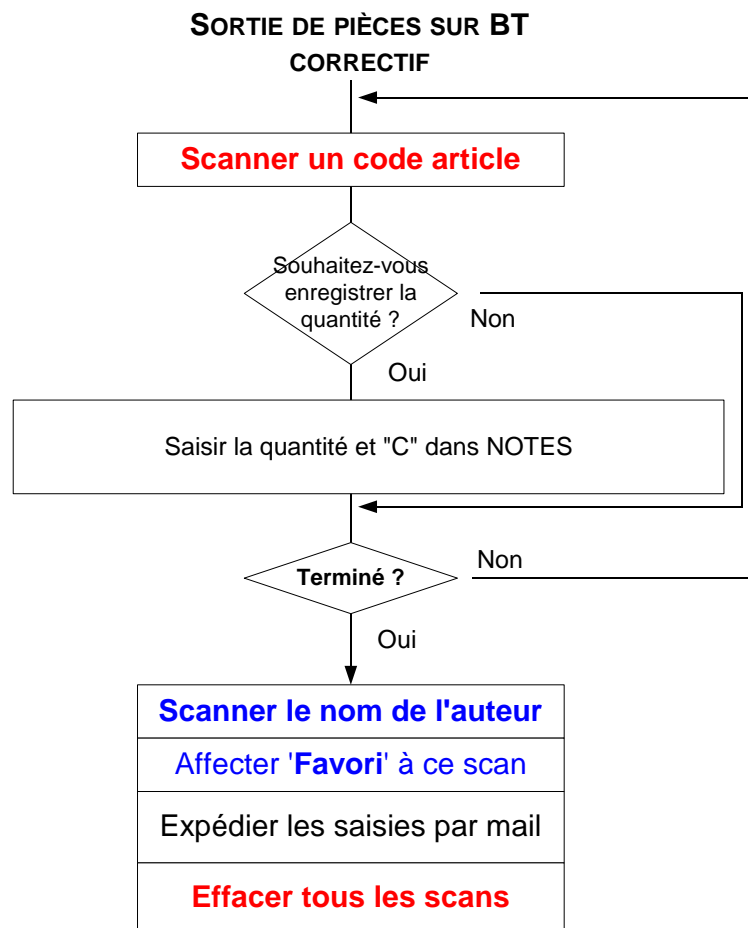 SORTIE DE PIÈCES SUR BT
CORRECTIF
Scanner un code article
Souhaitez-vous
enregistrer la
quantité ?
Non
Oui
Saisir la quantité et "C" dans NOTES
Terminé ?
Non
Oui
Scanner le nom de l'auteur
Affecter 'Favori' à ce scan
Expédier les saisies par mail
Effacer tous les scans